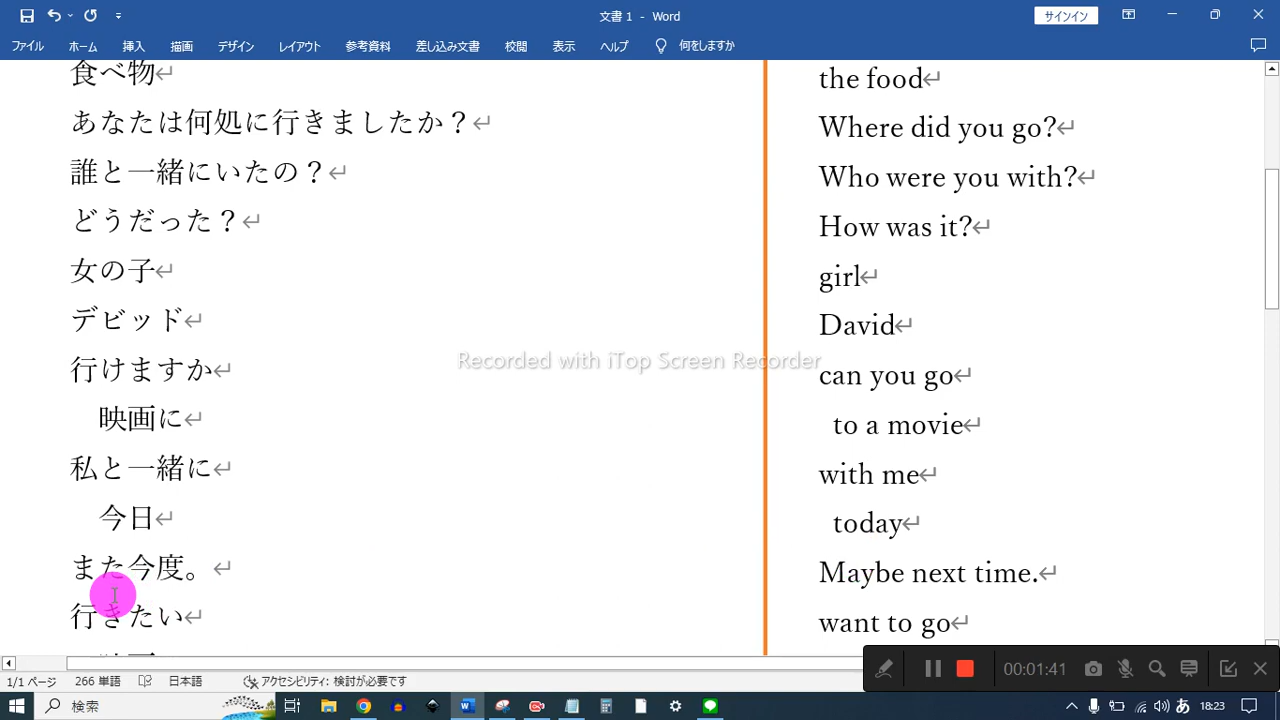 文書 1 - Word
サインイン
ファイル ホーム 挿入 描画 デザイン レイアウト 参考資料 差し込み文書 校閲 表示 ヘルプ 何をしますか
食べ物
あなたは何処に行きましたか？
誰と一緒にいたの？
どうだった？
女の子
デビッド
行けますか
映画に
私と一緒に
今日
また今度。
行きたい
the food
Where did you go?
Who were you with?
How was it?
girl
David
can you go
to a movie
with me
today
Maybe next time.
want to go
Recorded with iTop Screen Recorder
00:01:41
1/1 ページ 266 単語 日本語 アクセシビリティ: 検討が必要です
検索
あ 18:23